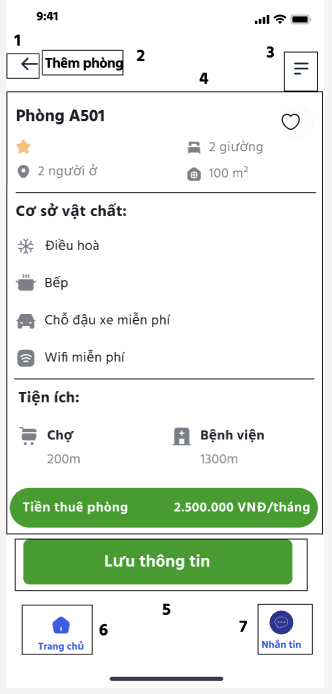 9:41
1
Thêm phòng
2
3
4
Phòng A501
2 giường
2 người ở
100 m²
Cơ sở vật chất:
Điều hoà
Bếp
Chỗ đậu xe miễn phí
Wifi miễn phí
Tiện ích:
Chợ
Bệnh viện
200m
1300m
Tiền thuê phòng 2.500.000 VNĐ/tháng
Lưu thông tin
5
6
7
Trang chủ
Nhắn tin